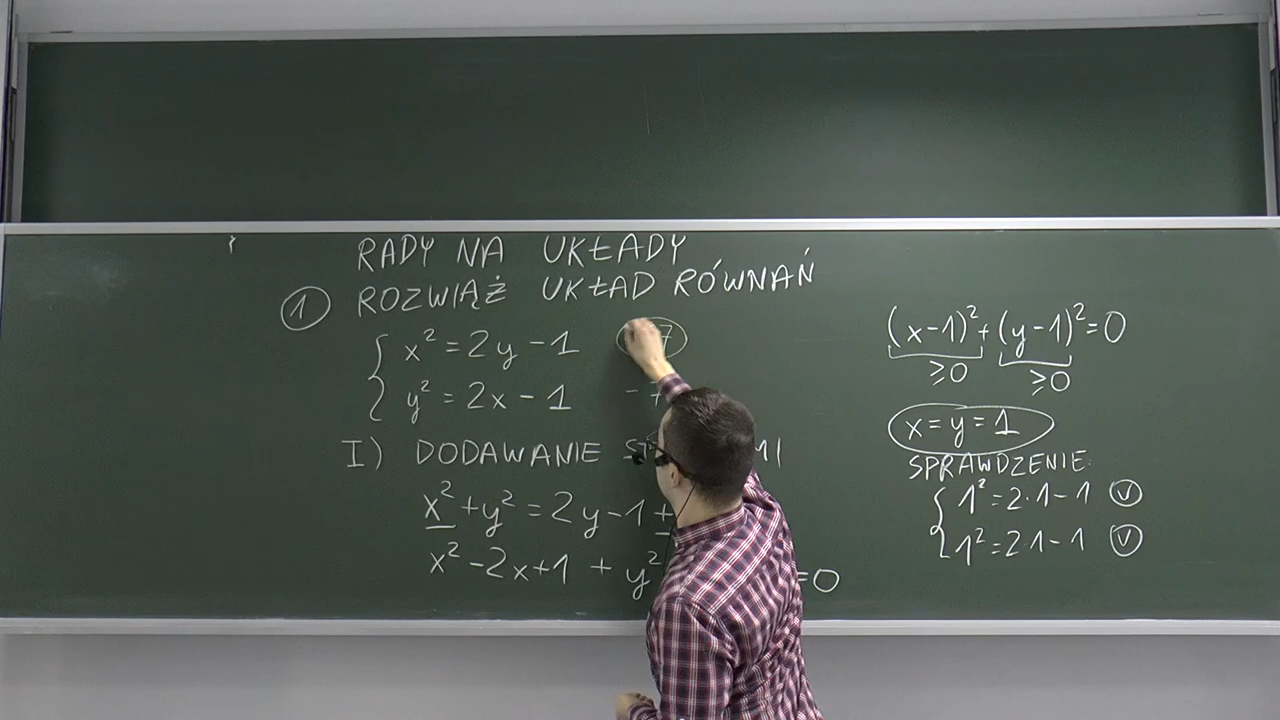 RADY NA UKŁADY
① ROZWIĄŻ UKŁAD RÓWNAŃ
x² = 2y - 1
y² = 2x - 1
I) DODAWANIE
x² + y² = 2y - 1 +
x² - 2x + 1 + y² = 0
(x-1)² + (y-1)² = 0
≥0 ≥0
x = y = 1
SPRAWDZENIE:
1² = 2·1 - 1 ✓
1² = 2·1 - 1 ✓